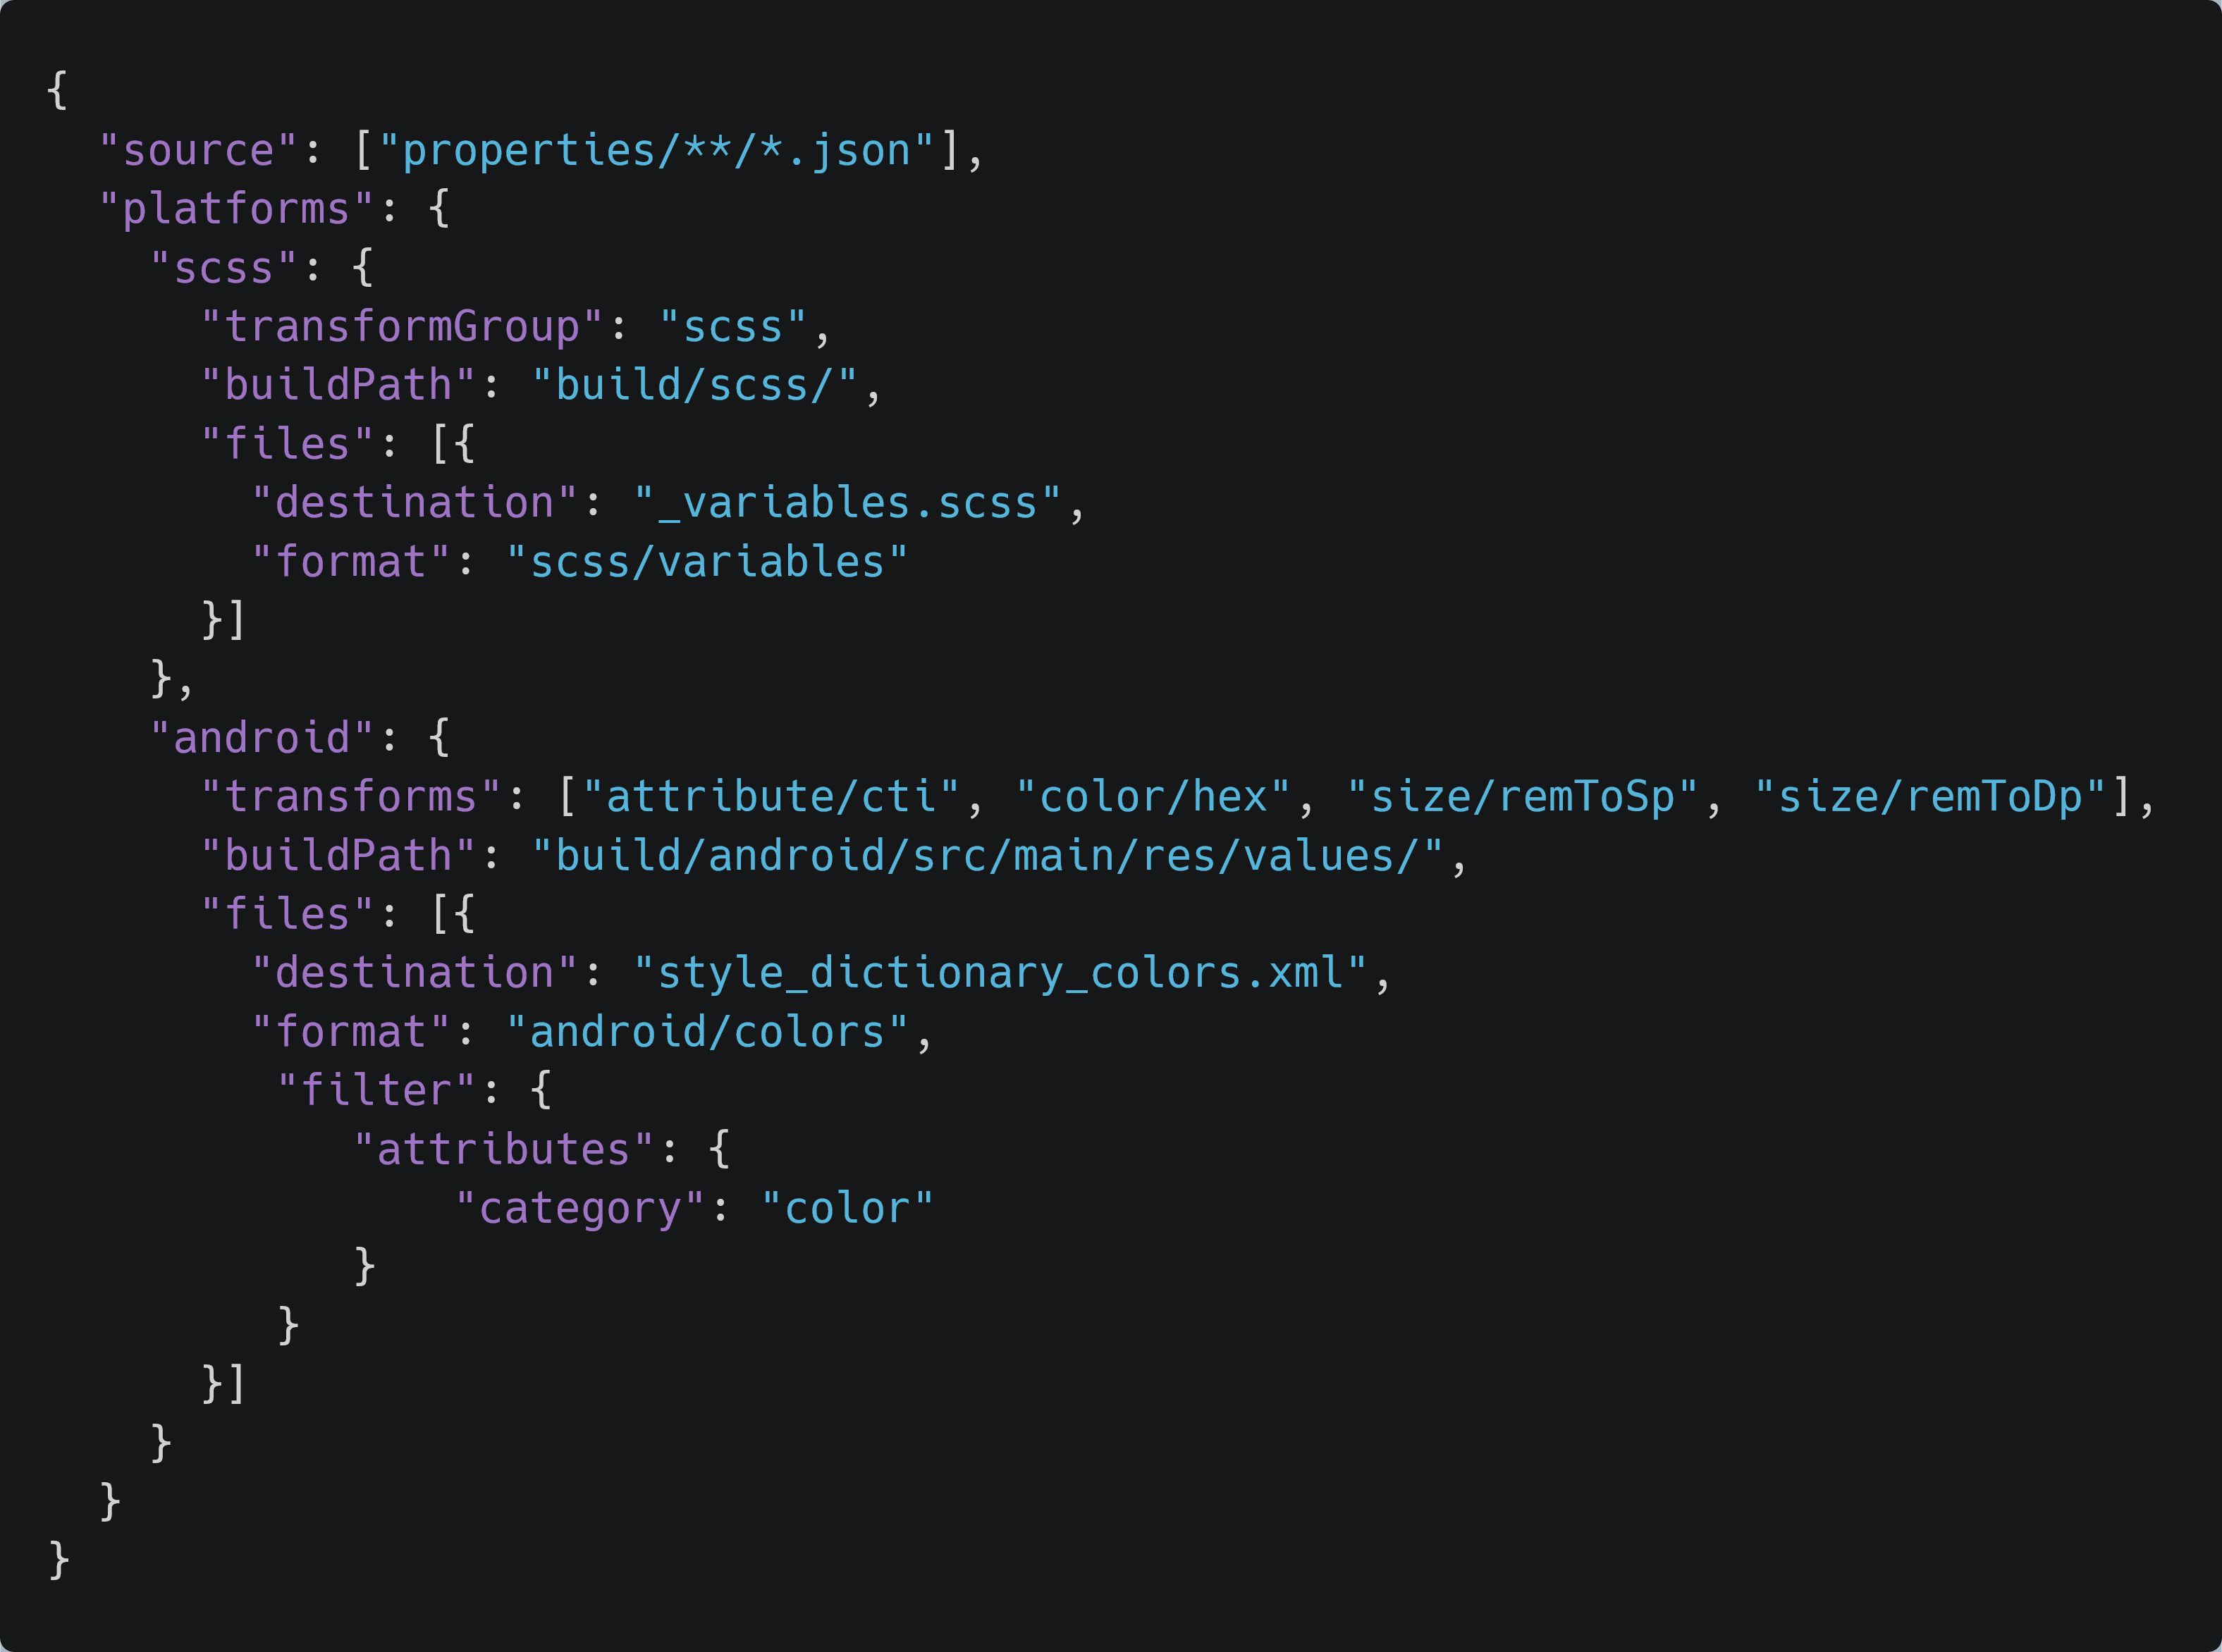 {
  "source": ["properties/**/*.json"],
  "platforms": {
    "scss": {
      "transformGroup": "scss",
      "buildPath": "build/scss/",
      "files": [{
        "destination": "_variables.scss",
        "format": "scss/variables"
      }]
    },
    "android": {
      "transforms": ["attribute/cti", "color/hex", "size/remToSp", "size/remToDp"],
      "buildPath": "build/android/src/main/res/values/",
      "files": [{
        "destination": "style_dictionary_colors.xml",
        "format": "android/colors",
         "filter": {
            "attributes": {
                "category": "color"
            }
         }
      }]
    }
  }
}